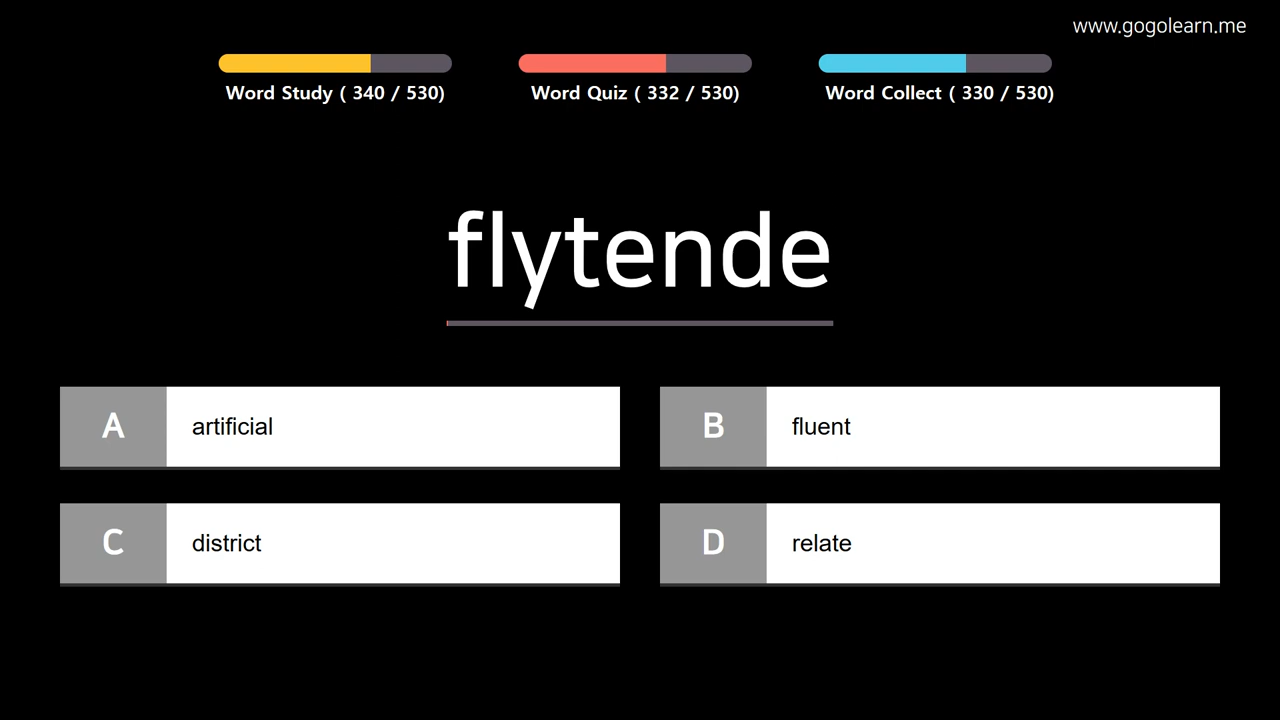 www.gogolearn.me
Word Study ( 340 / 530)
Word Quiz ( 332 / 530)
Word Collect ( 330 / 530)
flytende
A artificial
B fluent
C district
D relate